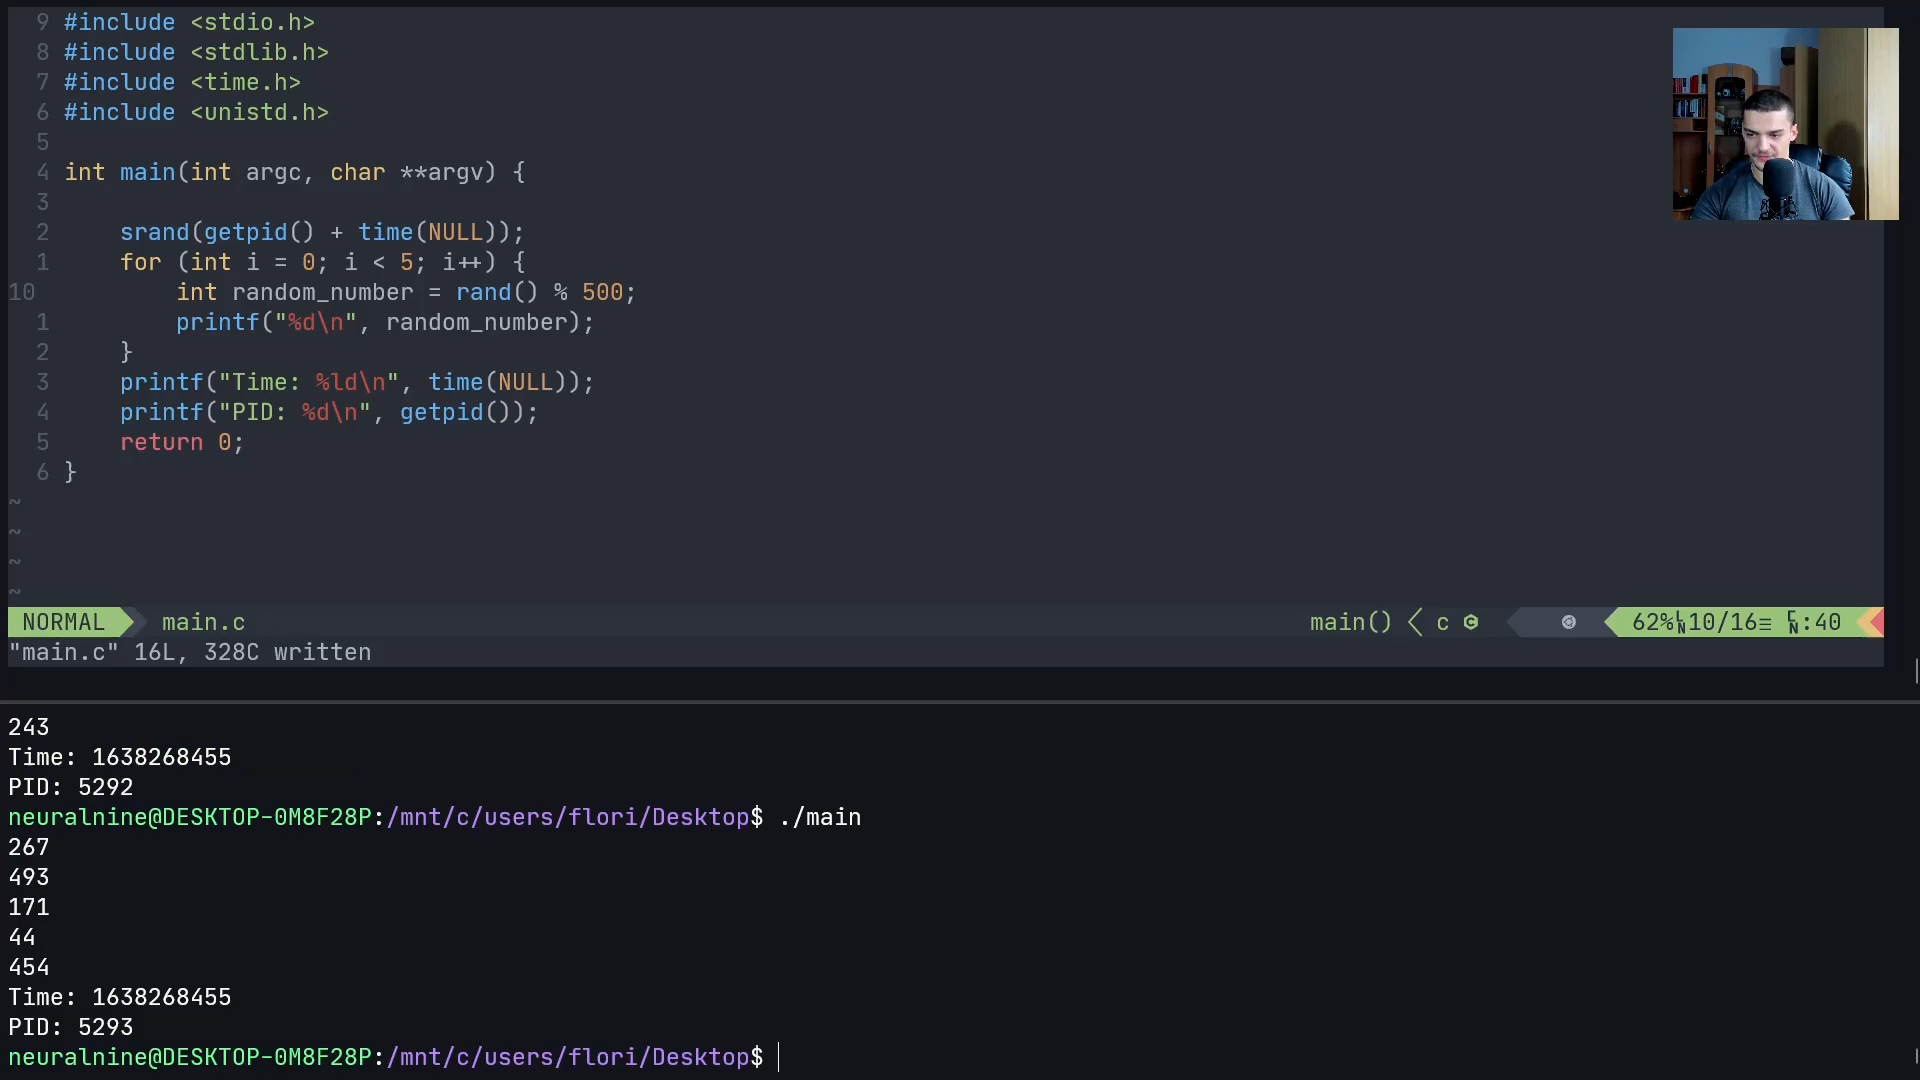 9 #include <stdio.h>
8 #include <stdlib.h>
7 #include <time.h>
6 #include <unistd.h>
5
4 int main(int argc, char **argv) {
3
2     srand(getpid() + time(NULL));
1     for (int i = 0; i < 5; i++) {
10         int random_number = rand() % 500;
1         printf("%d\n", random_number);
2     }
3     printf("Time: %ld\n", time(NULL));
4     printf("PID: %d\n", getpid());
5     return 0;
6 }
~
~
~
~
NORMAL main.c main() c 62% LN 10/16≡ CN:40
"main.c" 16L, 328C written
243
Time: 1638268455
PID: 5292
neuralnine@DESKTOP-0M8F28P:/mnt/c/users/flori/Desktop$ ./main
267
493
171
44
454
Time: 1638268455
PID: 5293
neuralnine@DESKTOP-0M8F28P:/mnt/c/users/flori/Desktop$